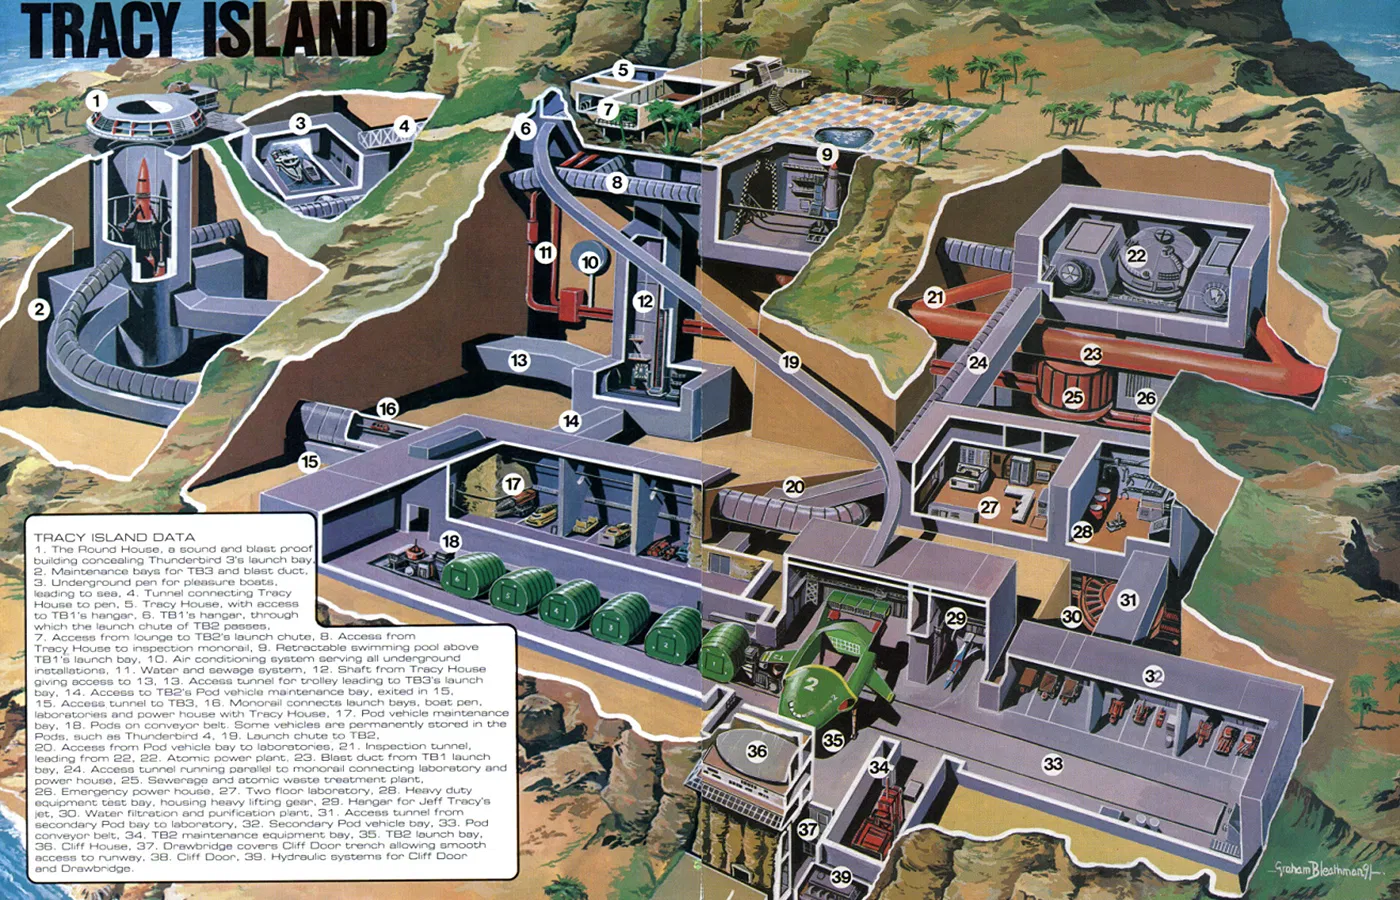 TRACY ISLAND
1
2
3
4
5
6
7
8
9
10
11
12
13
14
15
16
17
18
19
20
21
22
23
24
25
26
27
28
29
30
31
32
33
34
35
36
37
39
2
6
5
4
3
2
1
TRACY ISLAND DATA
1. The Round House, a sound and blast proof
building concealing Thunderbird 3's launch bay,
2. Maintenance bays for TB3 and blast duct,
3. Underground pen for pleasure boats,
leading to sea, 4. Tunnel connecting Tracy
House to pen, 5. Tracy House, with access
to TB1's hangar, 6. TB1's hangar, through
which the launch chute of TB2 passes,
7. Access from lounge to TB2's launch chute, 8. Access from
Tracy House to inspection monorail, 9. Retractable swimming pool above
TB1's launch bay, 10. Air conditioning system serving all underground
installations, 11. Water and sewage system, 12. Shaft from Tracy House
giving access to 13, 13. Access tunnel for trolley leading to TB3's launch
bay, 14. Access to TB2's Pod vehicle maintenance bay, exited in 15,
15. Access tunnel to TB3, 16. Monorail connects launch bays, boat pen,
laboratories and power house with Tracy House, 17. Pod vehicle maintenance
bay, 18. Pods on conveyor belt. Some vehicles are permanently stored in the
Pods, such as Thunderbird 4, 19. Launch chute to TB2,
20. Access from Pod vehicle bay to laboratories, 21. Inspection tunnel,
leading from 22, 22. Atomic power plant, 23. Blast duct from TB1 launch
bay, 24. Access tunnel running parallel to monorail connecting laboratory and
power house, 25. Sewerage and atomic waste treatment plant,
26. Emergency power house, 27. Two floor laboratory, 28. Heavy duty
equipment test bay, housing heavy lifting gear, 29. Hangar for Jeff Tracy's
jet, 30. Water filtration and purification plant, 31. Access tunnel from
secondary Pod bay to laboratory, 32. Secondary Pod vehicle bay, 33. Pod
conveyor belt, 34. TB2 maintenance equipment bay, 35. TB2 launch bay,
36. Cliff House, 37. Drawbridge covers Cliff Door trench allowing smooth
access to runway, 38. Cliff Door, 39. Hydraulic systems for Cliff Door
and Drawbridge.
Graham Bleathman 91